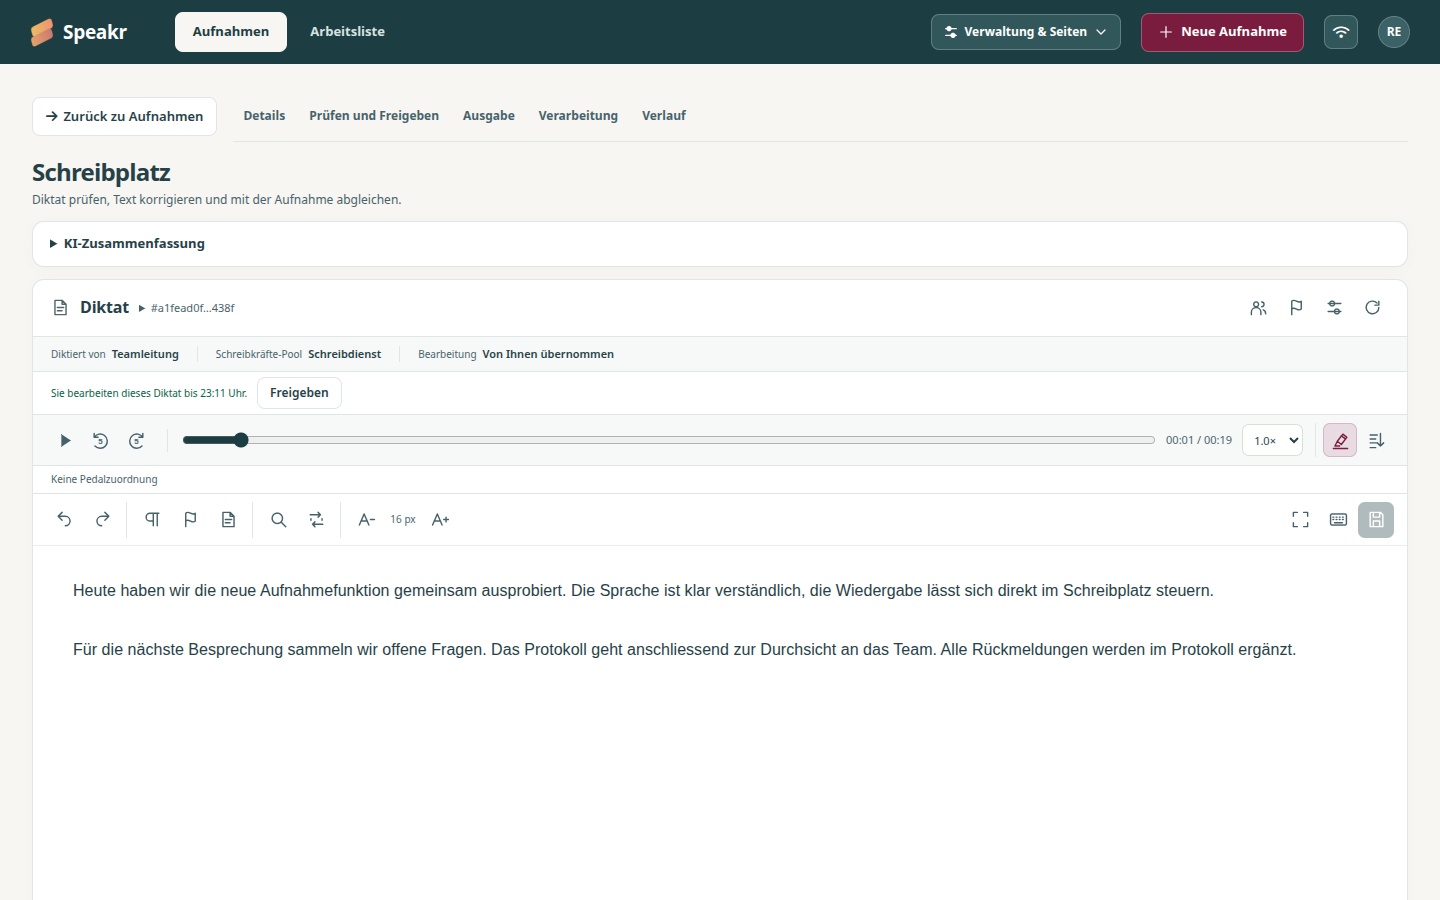 Speakr
Aufnahmen
Arbeitsliste
Verwaltung & Seiten
Neue Aufnahme
RE
Zurück zu Aufnahmen
Details
Prüfen und Freigeben
Ausgabe
Verarbeitung
Verlauf
Schreibplatz
Diktat prüfen, Text korrigieren und mit der Aufnahme abgleichen.
KI-Zusammenfassung
Diktat
#a1fead0f…438f
Diktiert von Teamleitung
Schreibkräfte-Pool Schreibdienst
Bearbeitung Von Ihnen übernommen
Sie bearbeiten dieses Diktat bis 23:11 Uhr.
Freigeben
5
5
00:01 / 00:19
1.0×
Keine Pedalzuordnung
A-
16 px
A+
Heute haben wir die neue Aufnahmefunktion gemeinsam ausprobiert. Die Sprache ist klar verständlich, die Wiedergabe lässt sich direkt im Schreibplatz steuern.
Für die nächste Besprechung sammeln wir offene Fragen. Das Protokoll geht anschliessend zur Durchsicht an das Team. Alle Rückmeldungen werden im Protokoll ergänzt.